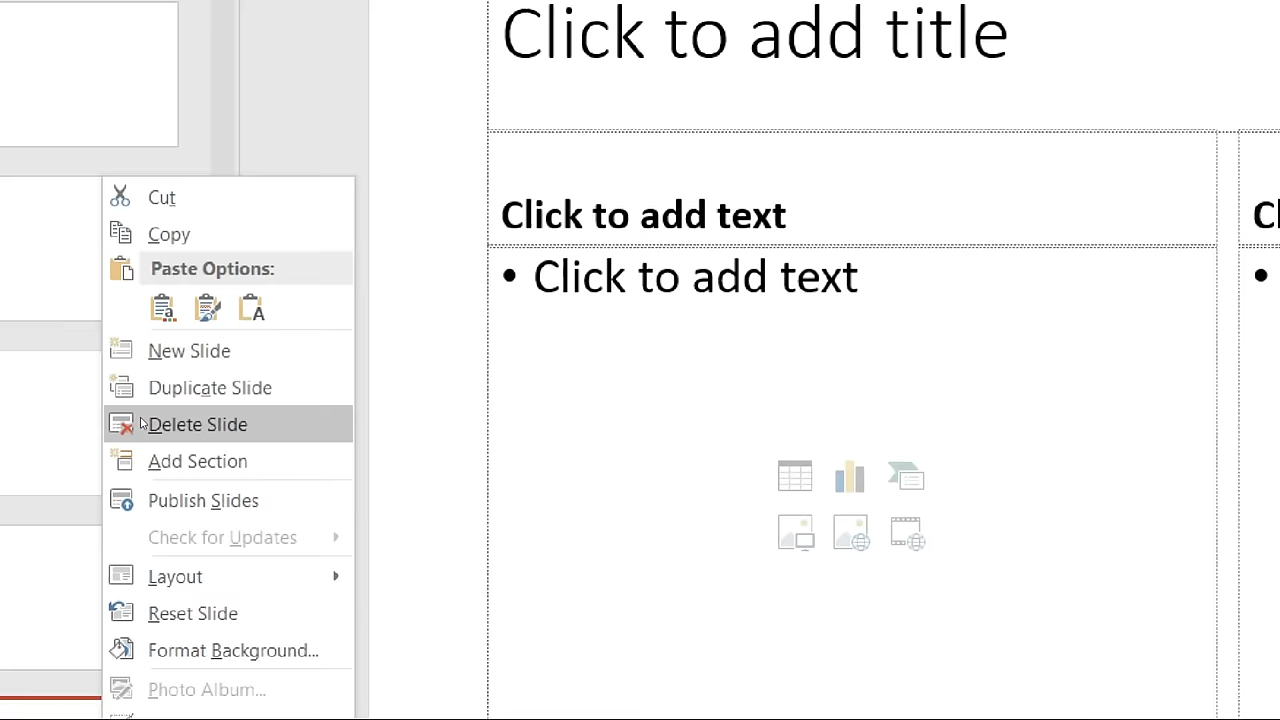 Click to add title
Cut
Copy
Paste Options:
New Slide
Duplicate Slide
Delete Slide
Add Section
Publish Slides
Check for Updates
Layout
Reset Slide
Format Background...
Photo Album...
Click to add text
• Click to add text
Cl
•